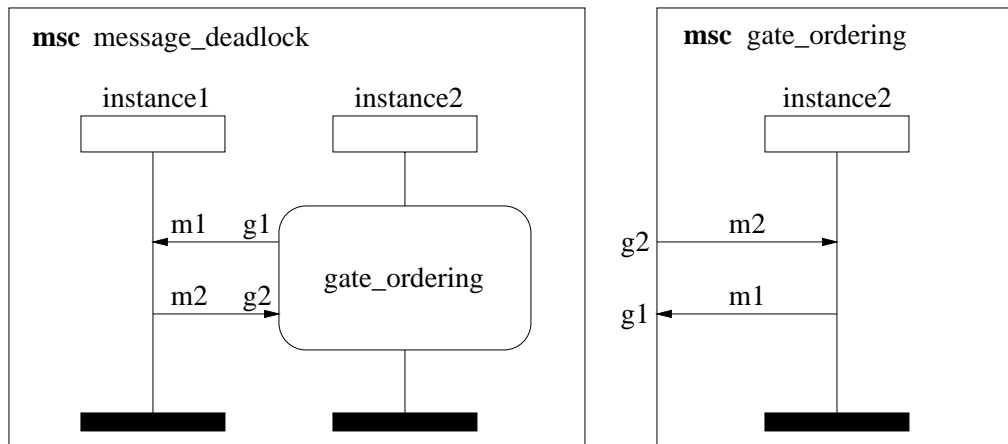 msc message_deadlock
instance1 instance2
m1 g1
gate_ordering
m2 g2
msc gate_ordering
instance2
m2
g2
m1
g1